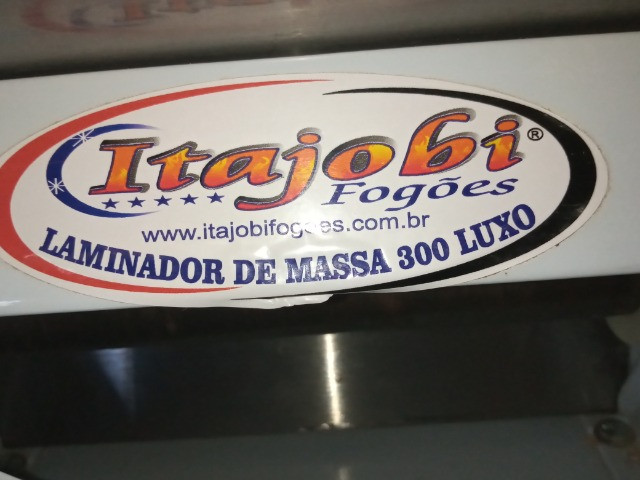 Itajobi®
Fogões
www.itajobifogoes.com.br
LAMINADOR DE MASSA 300 LUXO